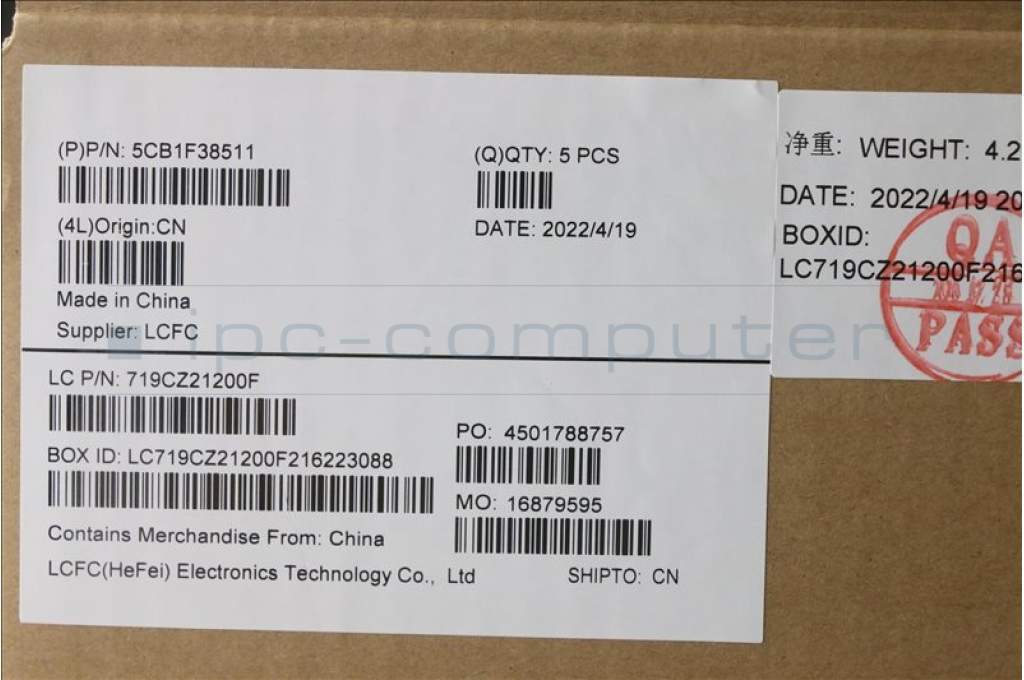 (P)P/N: 5CB1F38511
(Q)QTY: 5 PCS
(4L)Origin:CN
DATE: 2022/4/19
Made in China
Supplier: LCFC
ipc-computer
LC P/N: 719CZ21200F
PO: 4501788757
BOX ID: LC719CZ21200F216223088
MO: 16879595
Contains Merchandise From: China
LCFC(HeFei) Electronics Technology Co., Ltd
SHIPTO: CN
净重: WEIGHT: 4.2
DATE: 2022/4/19 20
BOXID:
LC719CZ21200F216
QA
PASS